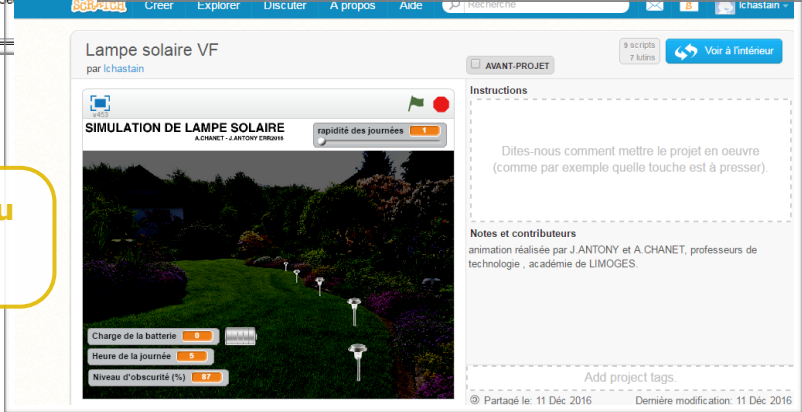 SCRATCH Créer Explorer Discuter A propos Aide Recherche lchastain
Lampe solaire VF
par lchastain
AVANT-PROJET
9 scripts
7 lutins
Voir à l'intérieur
v453
SIMULATION DE LAMPE SOLAIRE
A.CHANET - J.ANTONY ERR2015
rapidité des journées 1
u
Charge de la batterie 0
Heure de la journée 5
Niveau d'obscurité (%) 87
Instructions
Dites-nous comment mettre le projet en oeuvre
(comme par exemple quelle touche est à presser).
Notes et contributeurs
animation réalisée par J.ANTONY et A.CHANET, professeurs de
technologie , académie de LIMOGES.
Add project tags.
Partagé le: 11 Déc 2016 Dernière modification: 11 Déc 2016